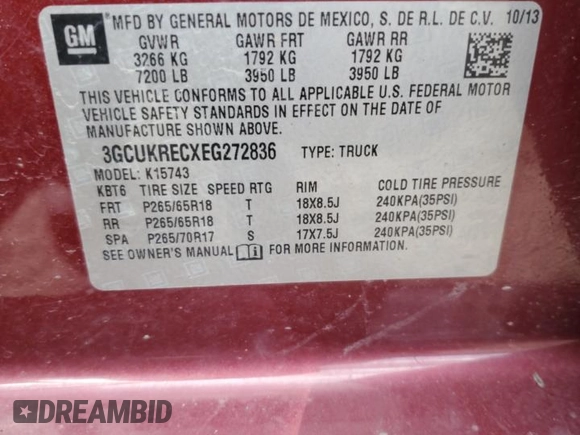 GM
*MFD BY GENERAL MOTORS DE MEXICO, S. DE R.L. DE C.V. 10/13
GVWR GAWR FRT GAWR RR
3266 KG 1792 KG 1792 KG
7200 LB 3950 LB 3950 LB
THIS VEHICLE CONFORMS TO ALL APPLICABLE U.S. FEDERAL MOTOR
VEHICLE SAFETY STANDARDS IN EFFECT ON THE DATE OF
MANUFACTURE SHOWN ABOVE.
3GCUKRECXEG272836 TYPE: TRUCK
MODEL: K15743
KBT6 TIRE SIZE SPEED RTG RIM COLD TIRE PRESSURE
FRT P265/65R18 T 18X8.5J 240KPA(35PSI)
RR P265/65R18 T 18X8.5J 240KPA(35PSI)
SPA P265/70R17 S 17X7.5J 240KPA(35PSI)
SEE OWNER'S MANUAL FOR MORE INFORMATION.
DREAMBID